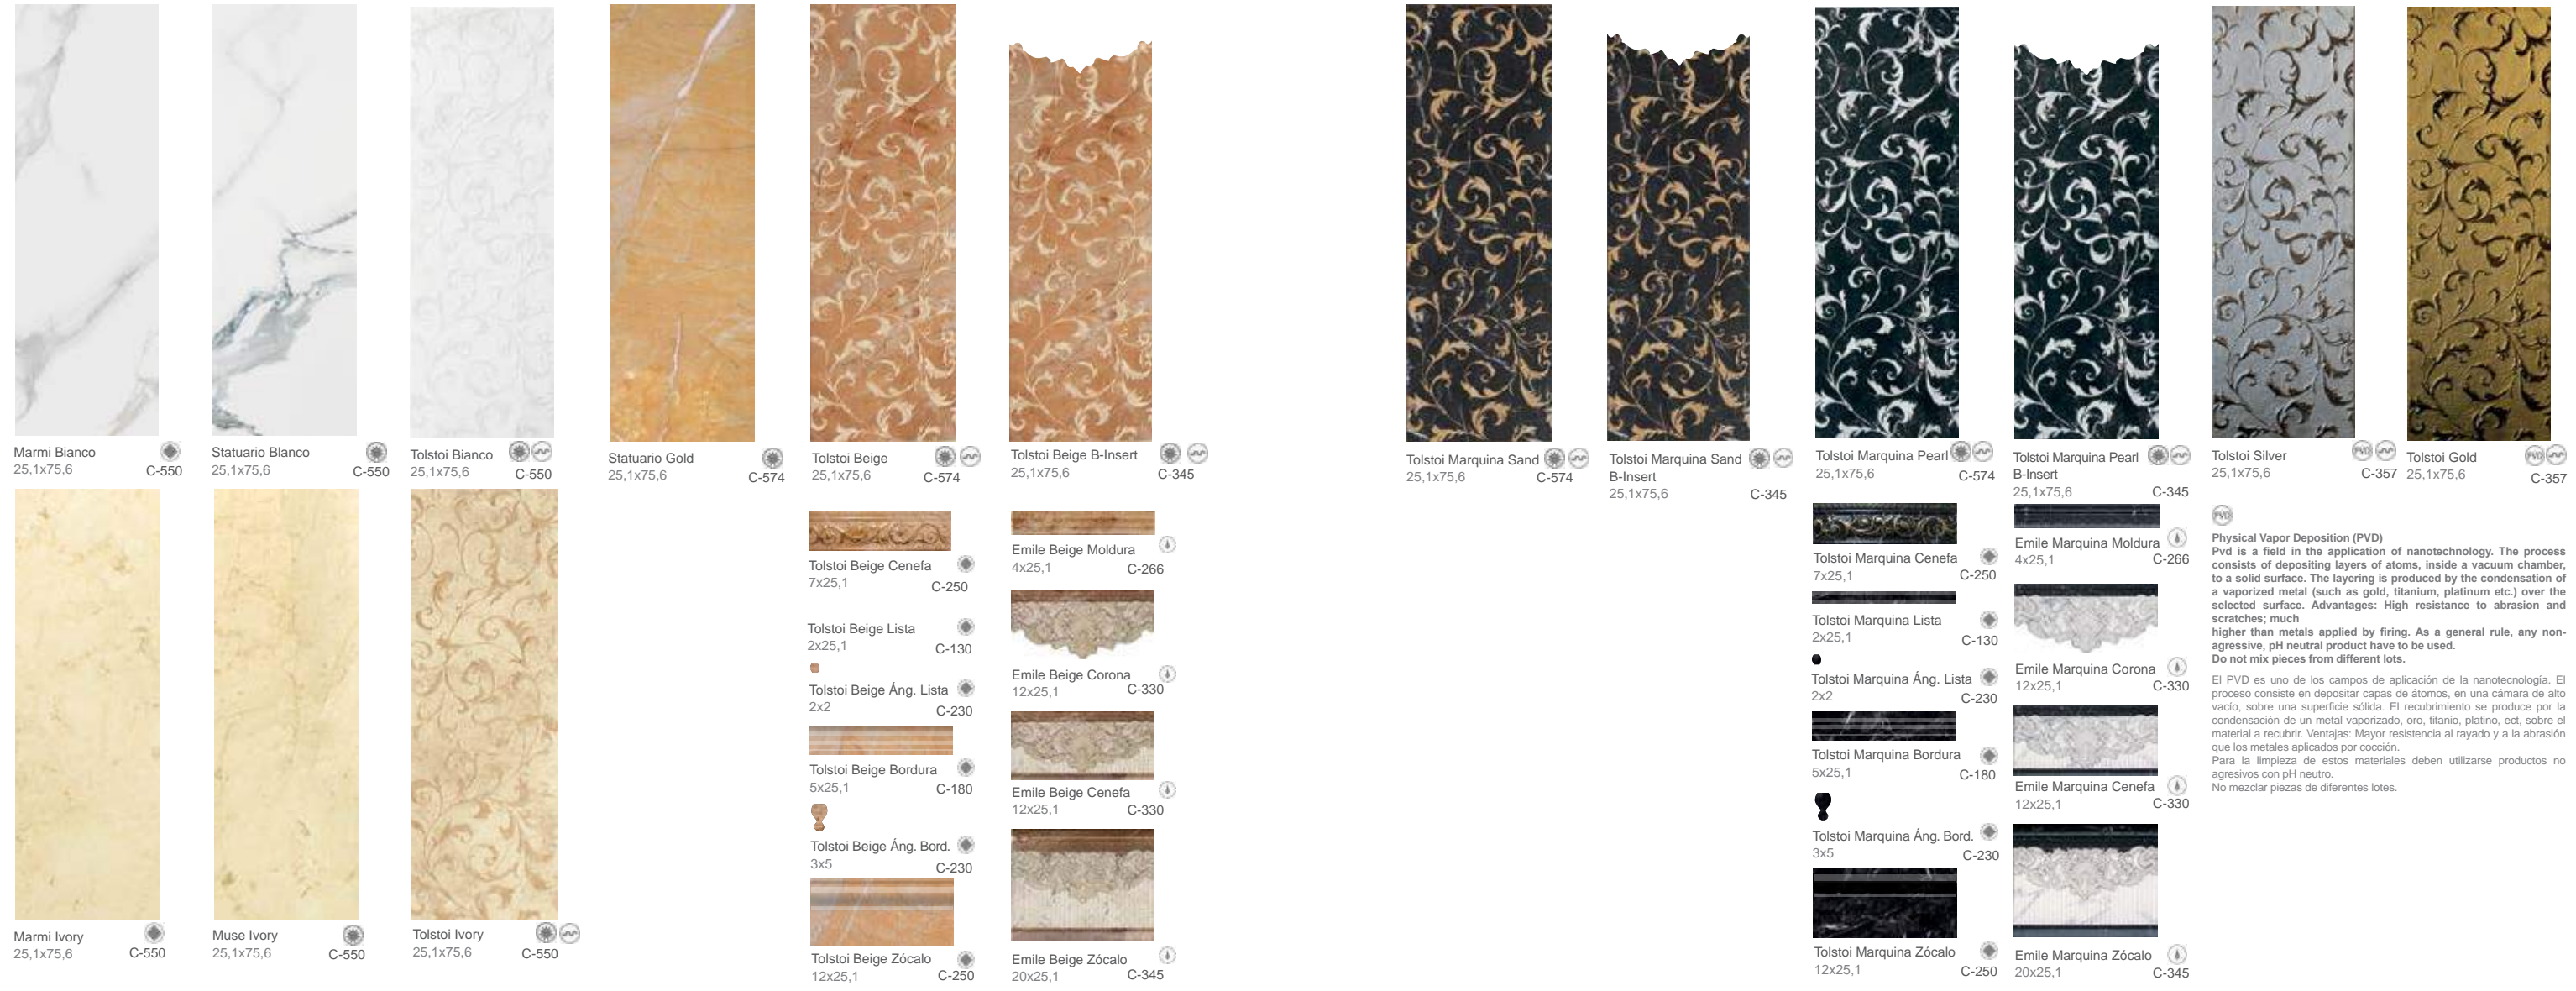 Marmi Bianco
25,1x75,6
C-550
Statuario Blanco
25,1x75,6
C-550
Tolstoi Bianco
25,1x75,6
C-550
Statuario Gold
25,1x75,6
C-574
Tolstoi Beige
25,1x75,6
C-574
Tolstoi Beige B-Insert
25,1x75,6
C-345
Tolstoi Marquina Sand
25,1x75,6
C-574
Tolstoi Marquina Sand
B-Insert
25,1x75,6
C-345
Tolstoi Marquina Pearl
25,1x75,6
C-574
Tolstoi Marquina Pearl
B-Insert
25,1x75,6
C-345
PVD
Tolstoi Silver
25,1x75,6
C-357
PVD
Tolstoi Gold
25,1x75,6
C-357
Marmi Ivory
25,1x75,6
C-550
Muse Ivory
25,1x75,6
C-550
Tolstoi Ivory
25,1x75,6
C-550
Tolstoi Beige Cenefa
7x25,1
C-250
Tolstoi Beige Lista
2x25,1
C-130
Tolstoi Beige Áng. Lista
2x2
C-230
Tolstoi Beige Bordura
5x25,1
C-180
Tolstoi Beige Áng. Bord.
3x5
C-230
Tolstoi Beige Zócalo
12x25,1
C-250
Emile Beige Moldura
4x25,1
C-266
Emile Beige Corona
12x25,1
C-330
Emile Beige Cenefa
12x25,1
C-330
Emile Beige Zócalo
20x25,1
C-345
Tolstoi Marquina Cenefa
7x25,1
C-250
Tolstoi Marquina Lista
2x25,1
C-130
Tolstoi Marquina Áng. Lista
2x2
C-230
Tolstoi Marquina Bordura
5x25,1
C-180
Tolstoi Marquina Áng. Bord.
3x5
C-230
Tolstoi Marquina Zócalo
12x25,1
C-250
Emile Marquina Moldura
4x25,1
C-266
Emile Marquina Corona
12x25,1
C-330
Emile Marquina Cenefa
12x25,1
C-330
Emile Marquina Zócalo
20x25,1
C-345
PVD
Physical Vapor Deposition (PVD)
Pvd is a field in the application of nanotechnology. The process
consists of depositing layers of atoms, inside a vacuum chamber,
to a solid surface. The layering is produced by the condensation of
a vaporized metal (such as gold, titanium, platinum etc.) over the
selected surface. Advantages: High resistance to abrasion and
scratches; much
higher than metals applied by firing. As a general rule, any non-
agressive, pH neutral product have to be used.
Do not mix pieces from different lots.
El PVD es uno de los campos de aplicación de la nanotecnología. El
proceso consiste en depositar capas de átomos, en una cámara de alto
vacío, sobre una superficie sólida. El recubrimiento se produce por la
condensación de un metal vaporizado, oro, titanio, platino, ect, sobre el
material a recubrir. Ventajas: Mayor resistencia al rayado y a la abrasión
que los metales aplicados por cocción.
Para la limpieza de estos materiales deben utilizarse productos no
agresivos con pH neutro.
No mezclar piezas de diferentes lotes.